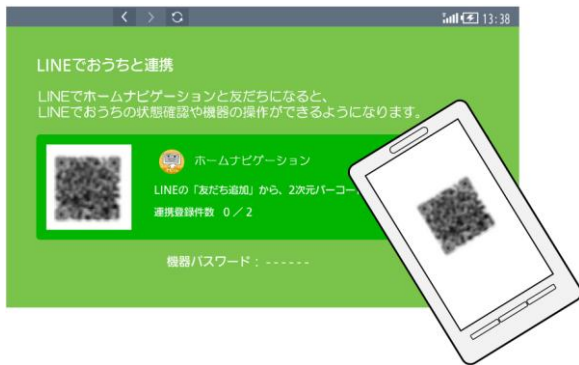 13:38
LINEでおうちと連携
LINEでホームナビゲーションと友だちになると、
LINEでおうちの状態確認や機器の操作ができるようになります。
ホームナビゲーション
LINEの「友だち追加」から、2次元バーコー
連携登録件数 0／2
機器パスワード：------